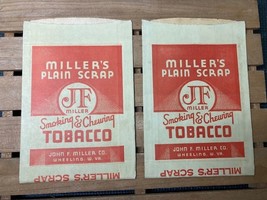 MILLER'S
PLAIN SCRAP
JF
MILLER
Smoking & Chewing
TOBACCO
JOHN F. MILLER CO.
WHEELING, W. VA.
MILLER'S SCRAP
MILLER'S
PLAIN SCRAP
JF
MILLER
Smoking & Chewing
TOBACCO
JOHN F. MILLER CO.
WHEELING, W. VA.
MILLER'S SCRAP